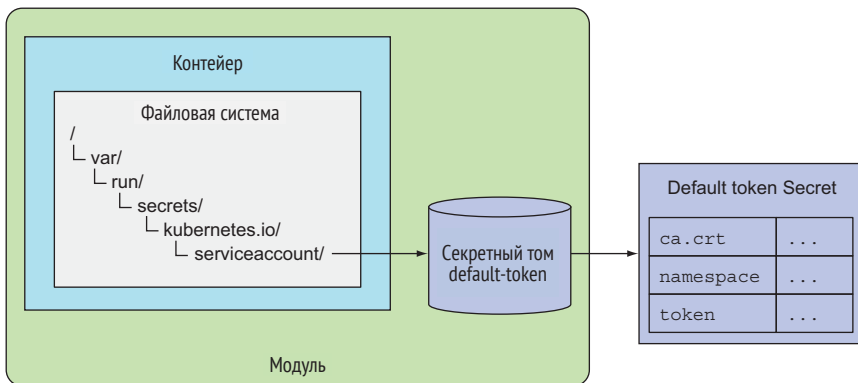 Контейер
Файловая система
/
var/
run/
secrets/
kubernetes.io/
serviceaccount/
Секретный том
default-token
Default token Secret
ca.crt ...
namespace ...
token ...
Модуль